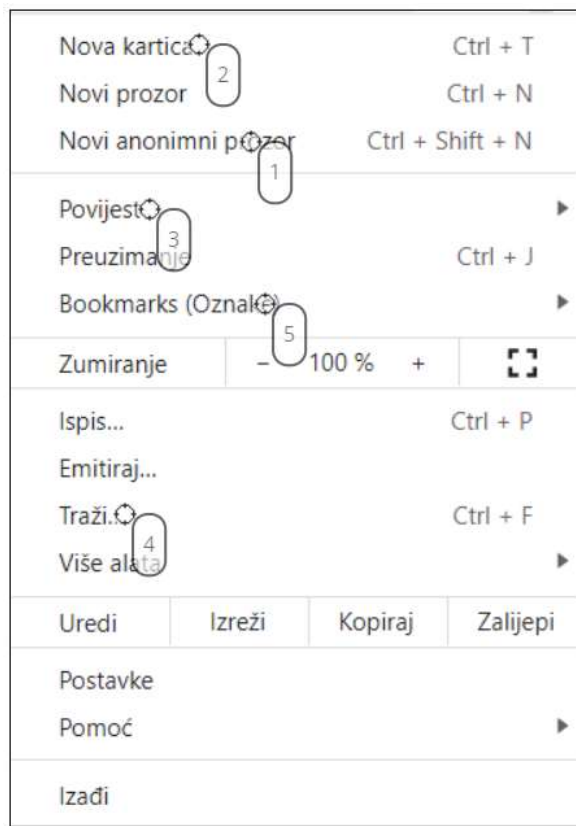 Nova kartica Ctrl + T
2
Novi prozor Ctrl + N
Novi anonimni prozor Ctrl + Shift + N
1
Povijest
3
Preuzimanje Ctrl + J
Bookmarks (Oznake)
5
Zumiranje − 100 % +
Ispis... Ctrl + P
Emitiraj...
Traži... Ctrl + F
4
Više alata
Uredi Izreži Kopiraj Zalijepi
Postavke
Pomoć
Izađi